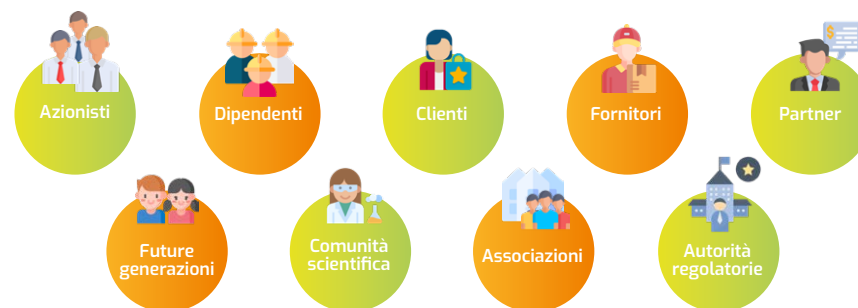 Azionisti
Dipendenti
Clienti
Fornitori
Partner
Future
generazioni
Comunità
scientifica
Associazioni
Autorità
regolatorie
$